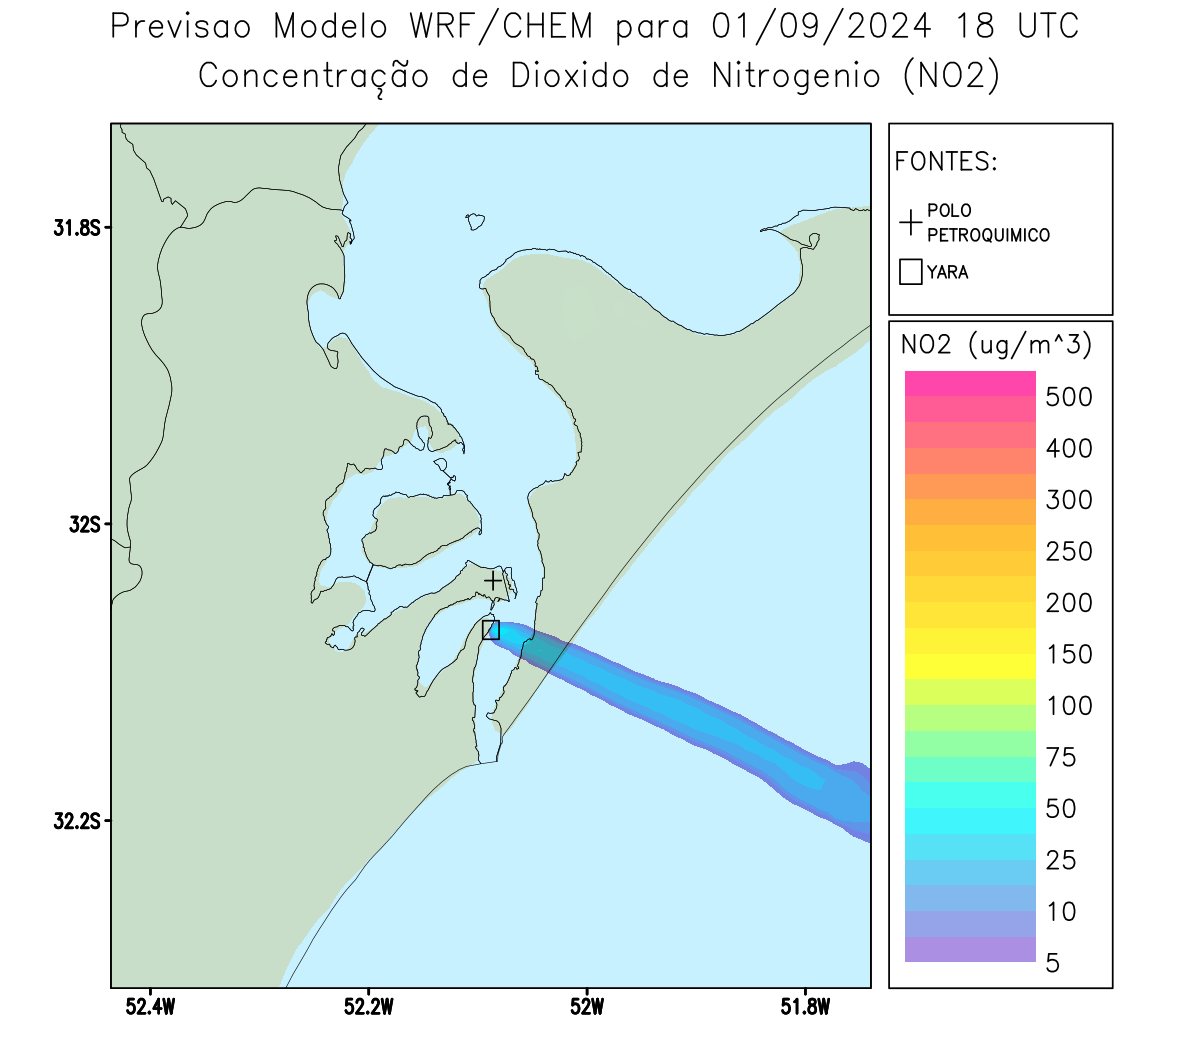 Previsao Modelo WRF/CHEM para 01/09/2024 18 UTC
Concentração de Dioxido de Nitrogenio (NO2)
FONTES:
POLO
PETROQUIMICO
YARA
NO2 (ug/m^3)
500
400
300
250
200
150
100
75
50
25
10
5
31.8S
32S
32.2S
52.4W
52.2W
52W
51.8W